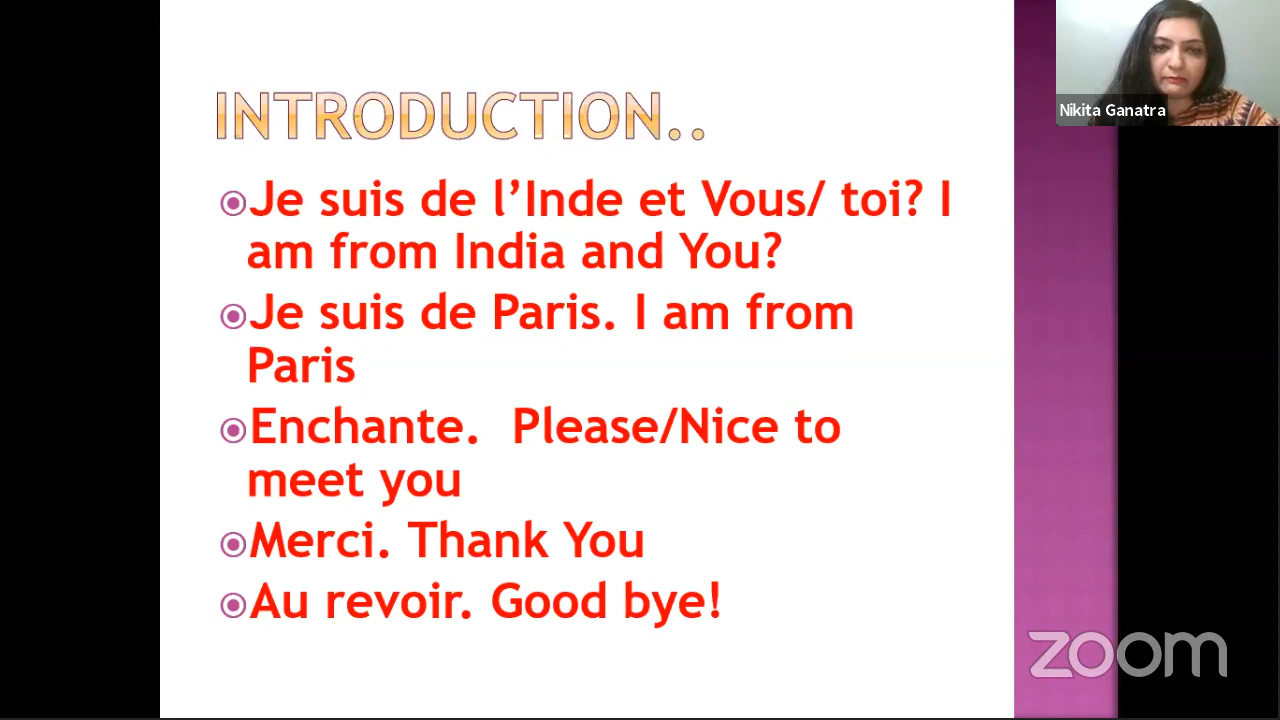 INTRODUCTION..
Je suis de l’Inde et Vous/ toi? I
am from India and You?
Je suis de Paris. I am from
Paris
Enchante.  Please/Nice to
meet you
Merci. Thank You
Au revoir. Good bye!
Nikita Ganatra
zoom